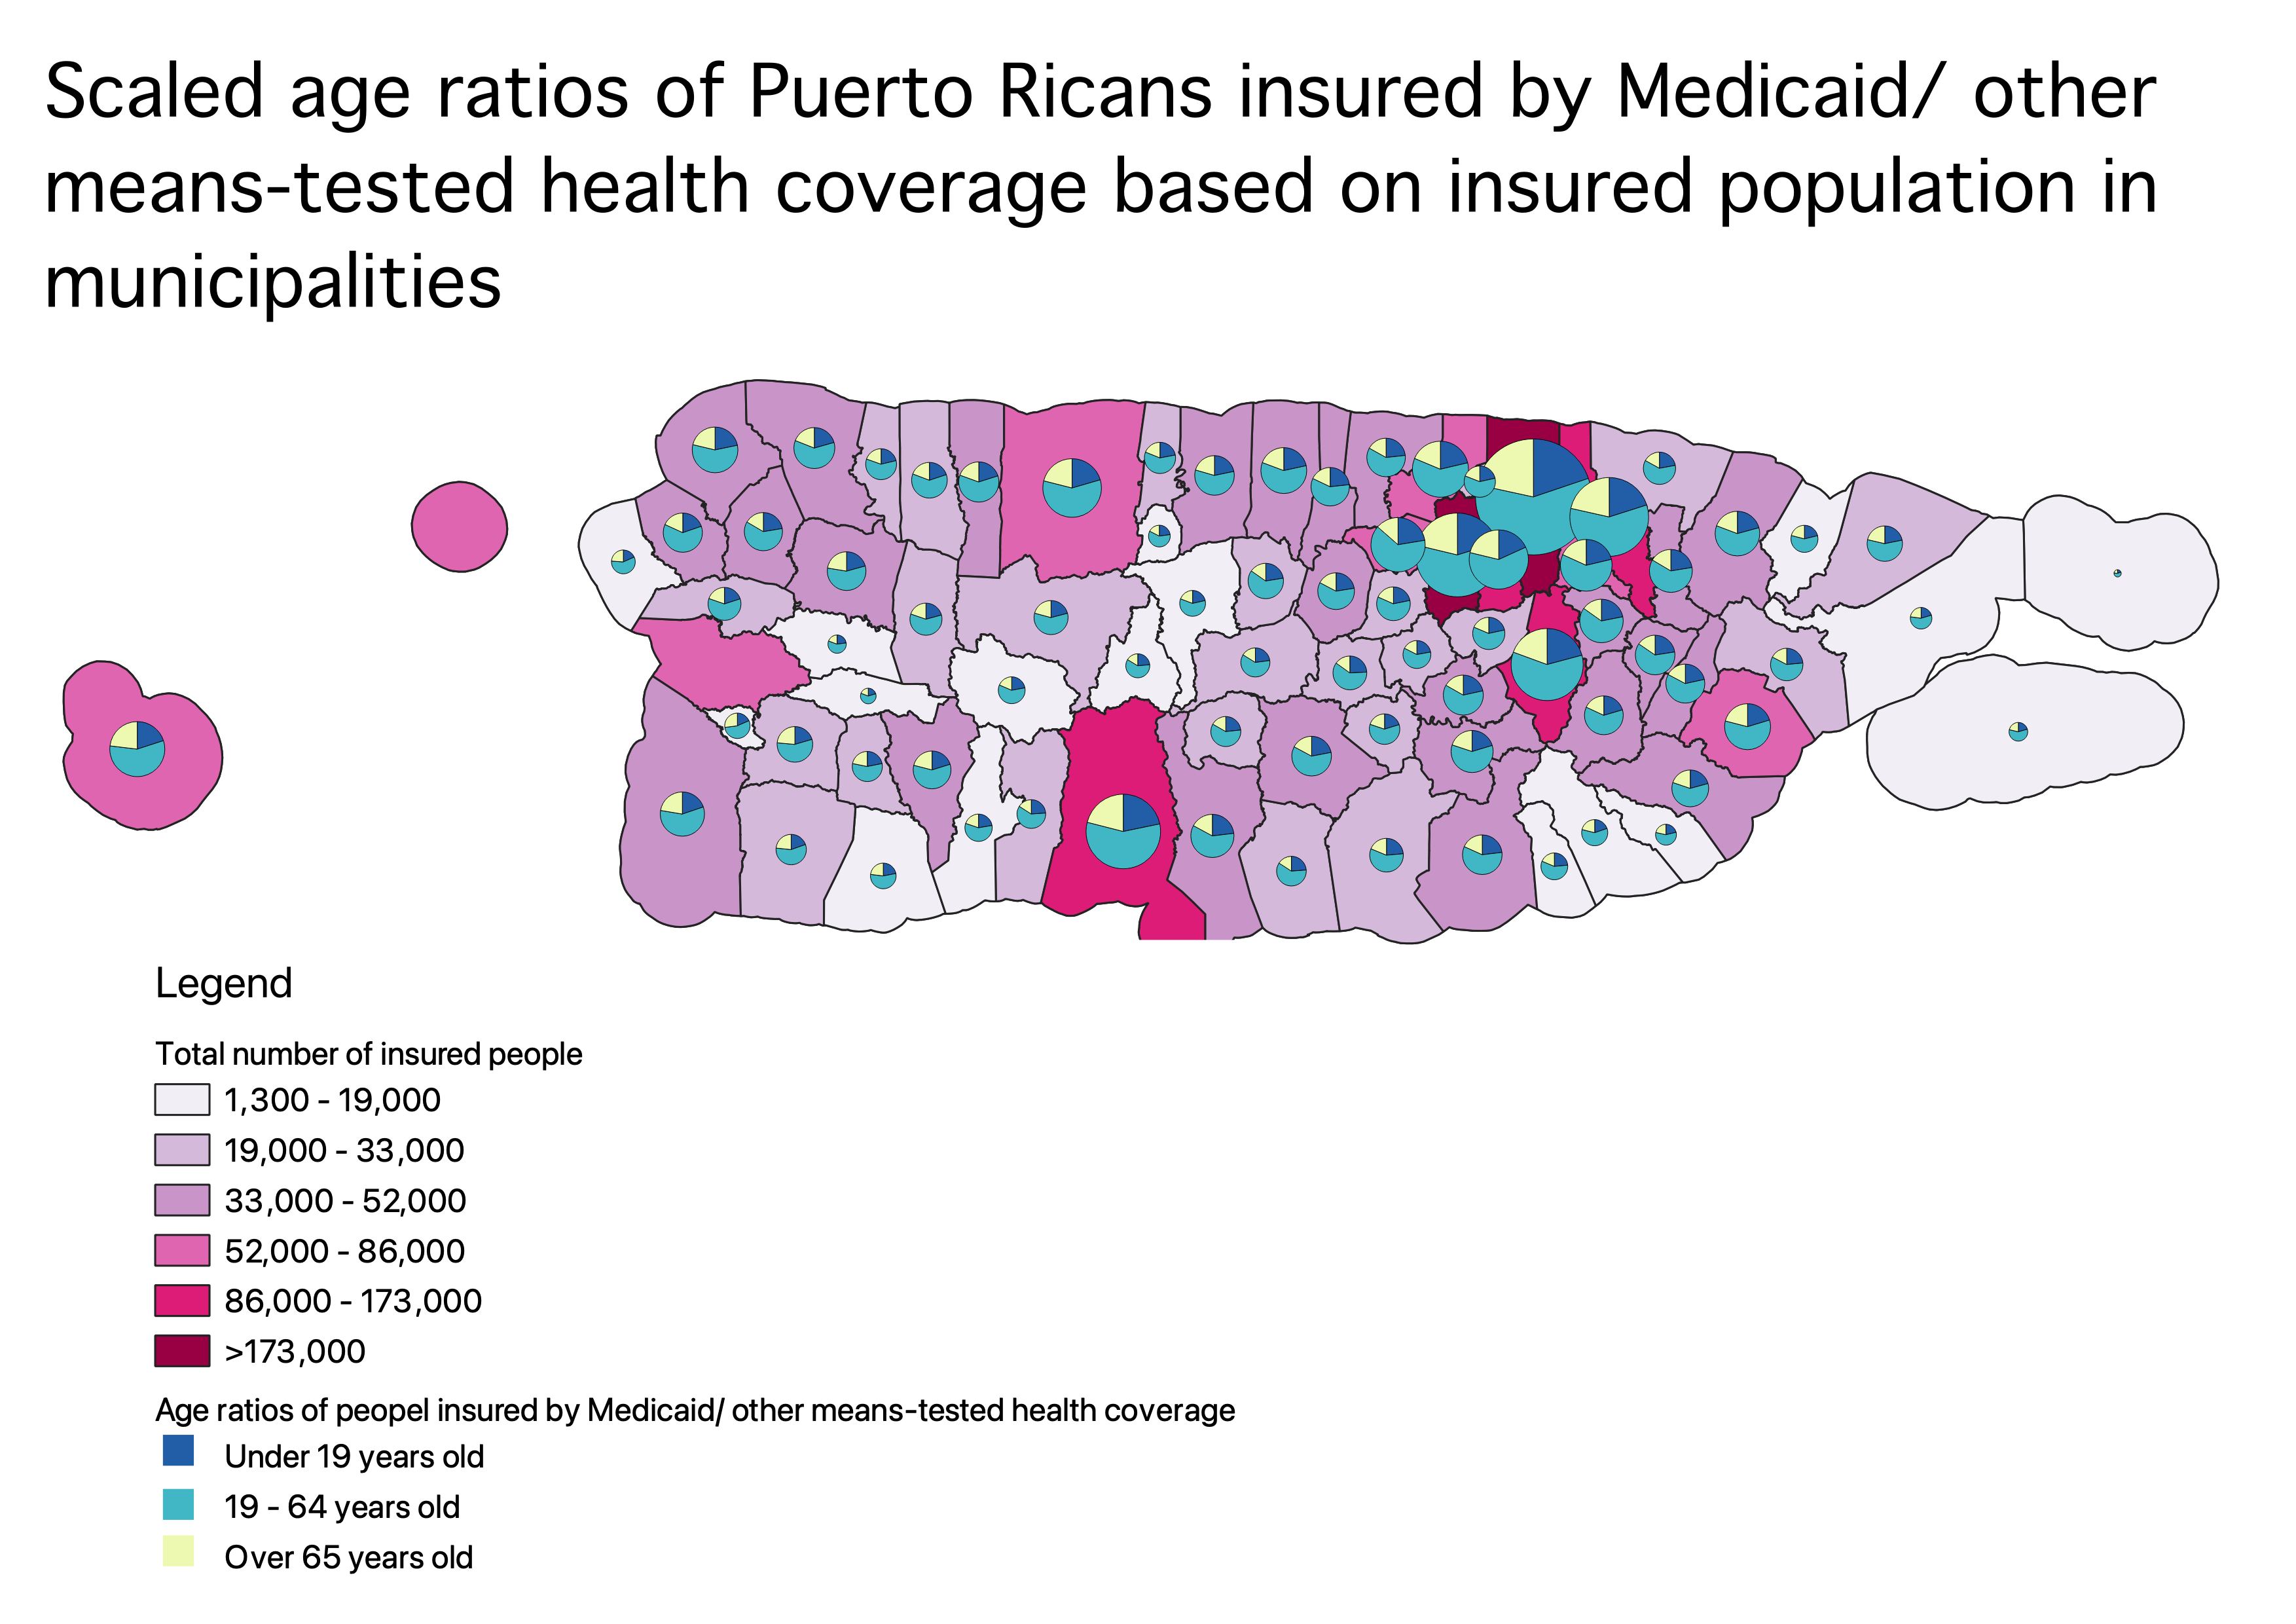 Scaled age ratios of Puerto Ricans insured by Medicaid/ other
means-tested health coverage based on insured population in
municipalities
Legend
Total number of insured people
1,300 - 19,000
19,000 - 33,000
33,000 - 52,000
52,000 - 86,000
86,000 - 173,000
>173,000
Age ratios of peopel insured by Medicaid/ other means-tested health coverage
Under 19 years old
19 - 64 years old
Over 65 years old